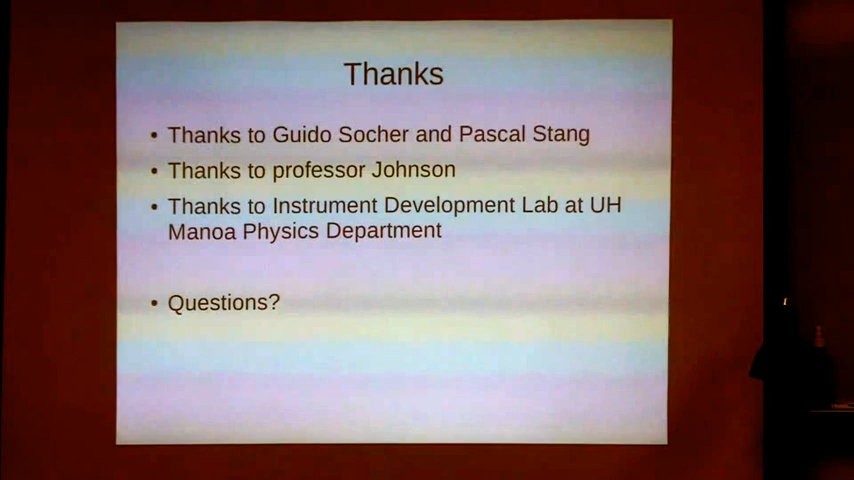 Thanks
• Thanks to Guido Socher and Pascal Stang
• Thanks to professor Johnson
• Thanks to Instrument Development Lab at UH
Manoa Physics Department
• Questions?